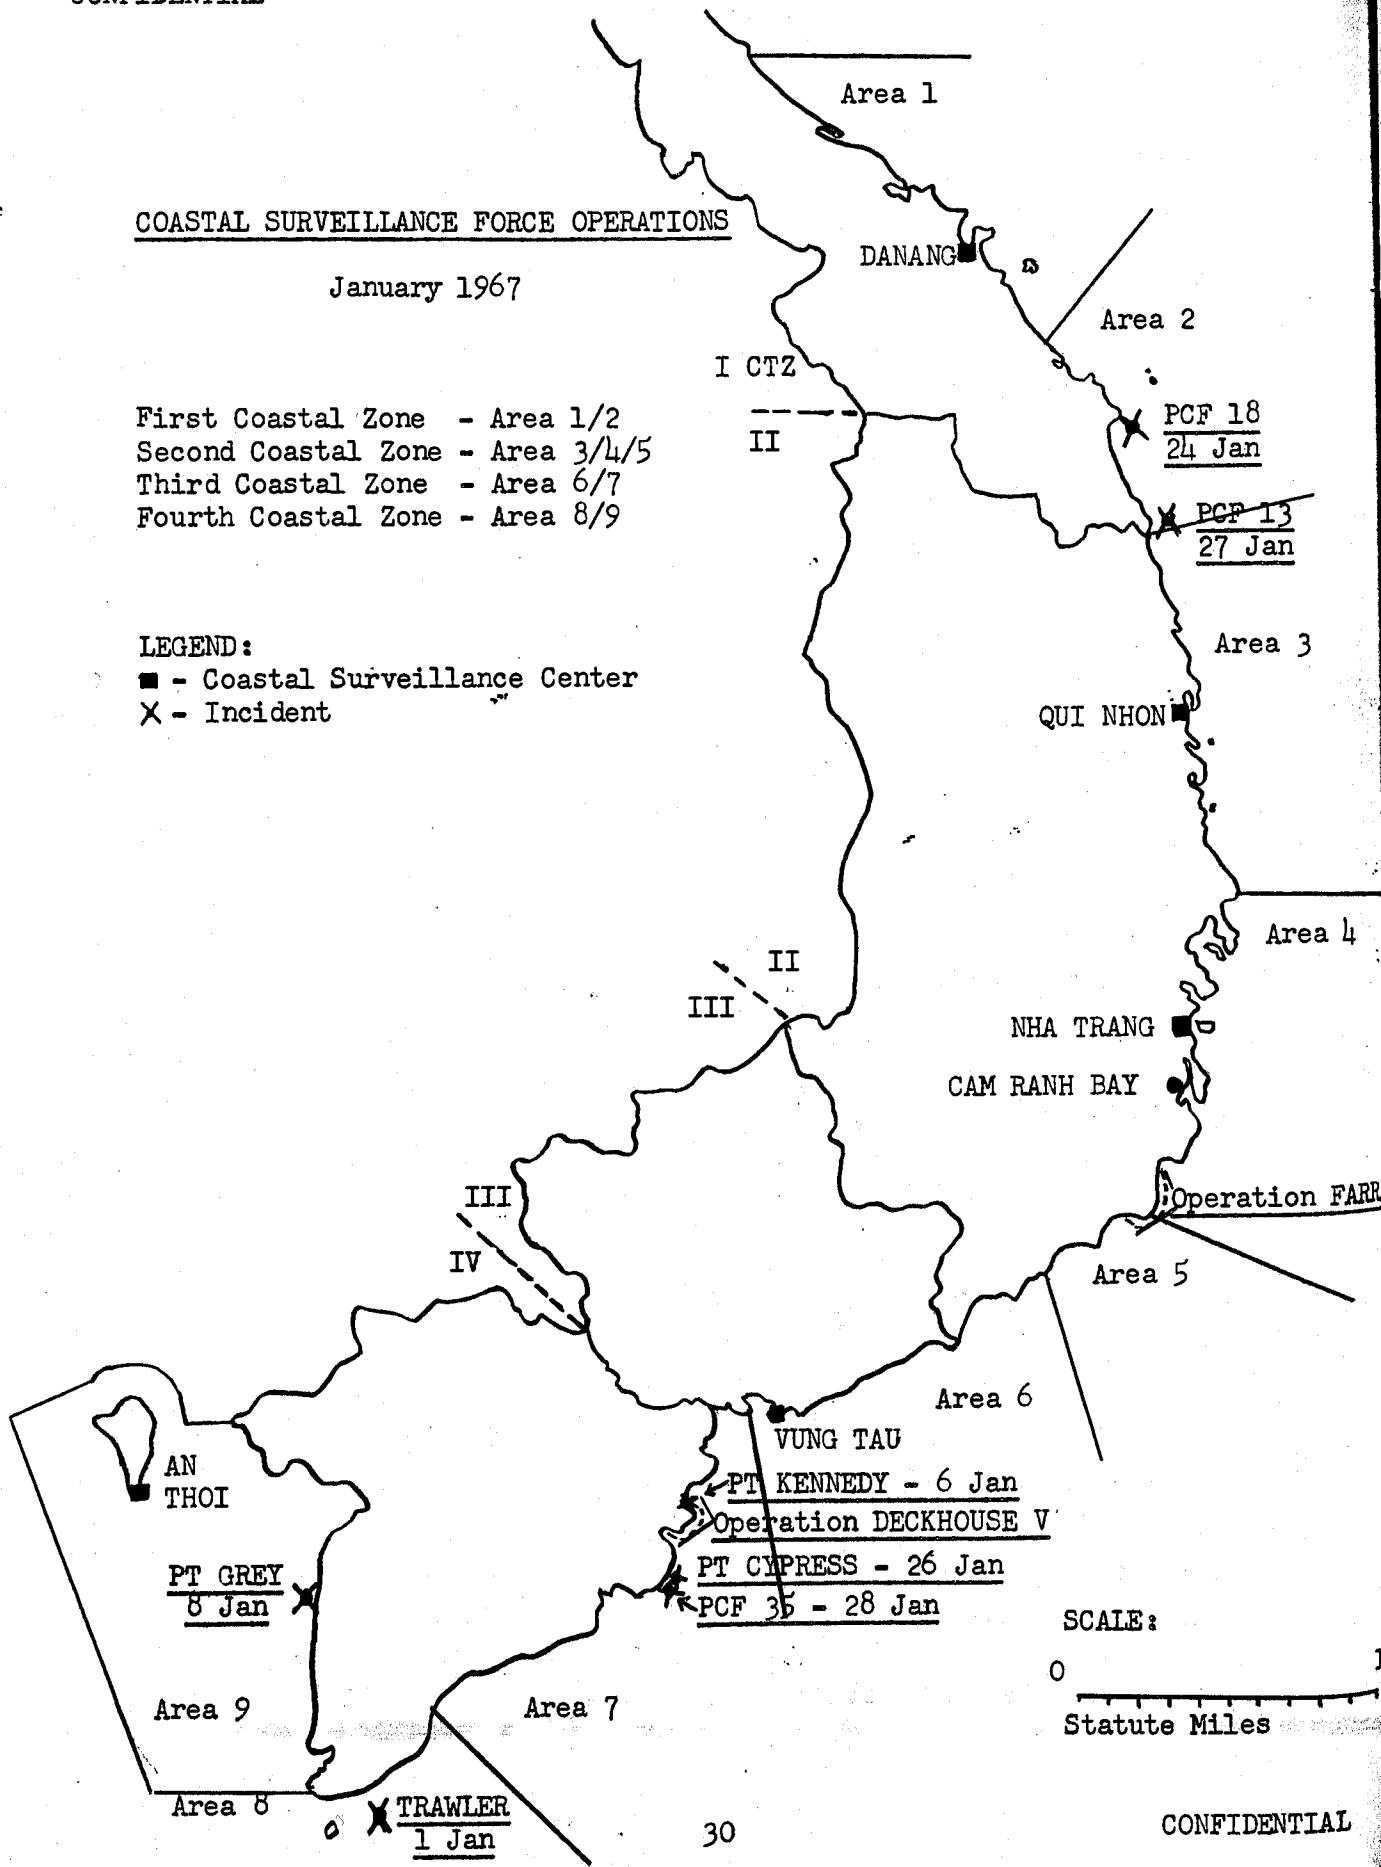 CONFIDENTIAL
Area 1
COASTAL SURVEILLANCE FORCE OPERATIONS
January 1967
DANANG
Area 2
I CTZ
II
First Coastal Zone - Area 1/2
Second Coastal Zone - Area 3/4/5
Third Coastal Zone - Area 6/7
Fourth Coastal Zone - Area 8/9
PCF 18
24 Jan
PCF 13
27 Jan
LEGEND:
■ - Coastal Surveillance Center
X - Incident
Area 3
QUI NHON
Area 4
II
III
NHA TRANG
CAM RANH BAY
III
IV
Operation FARR
Area 5
Area 6
VUNG TAU
AN
THOI
PT KENNEDY - 6 Jan
Operation DECKHOUSE V
PT CYPRESS - 26 Jan
PCF 35 - 28 Jan
PT GREY
8 Jan
SCALE:
0 1
Statute Miles
Area 9
Area 7
Area 8
TRAWLER
1 Jan
30
CONFIDENTIAL